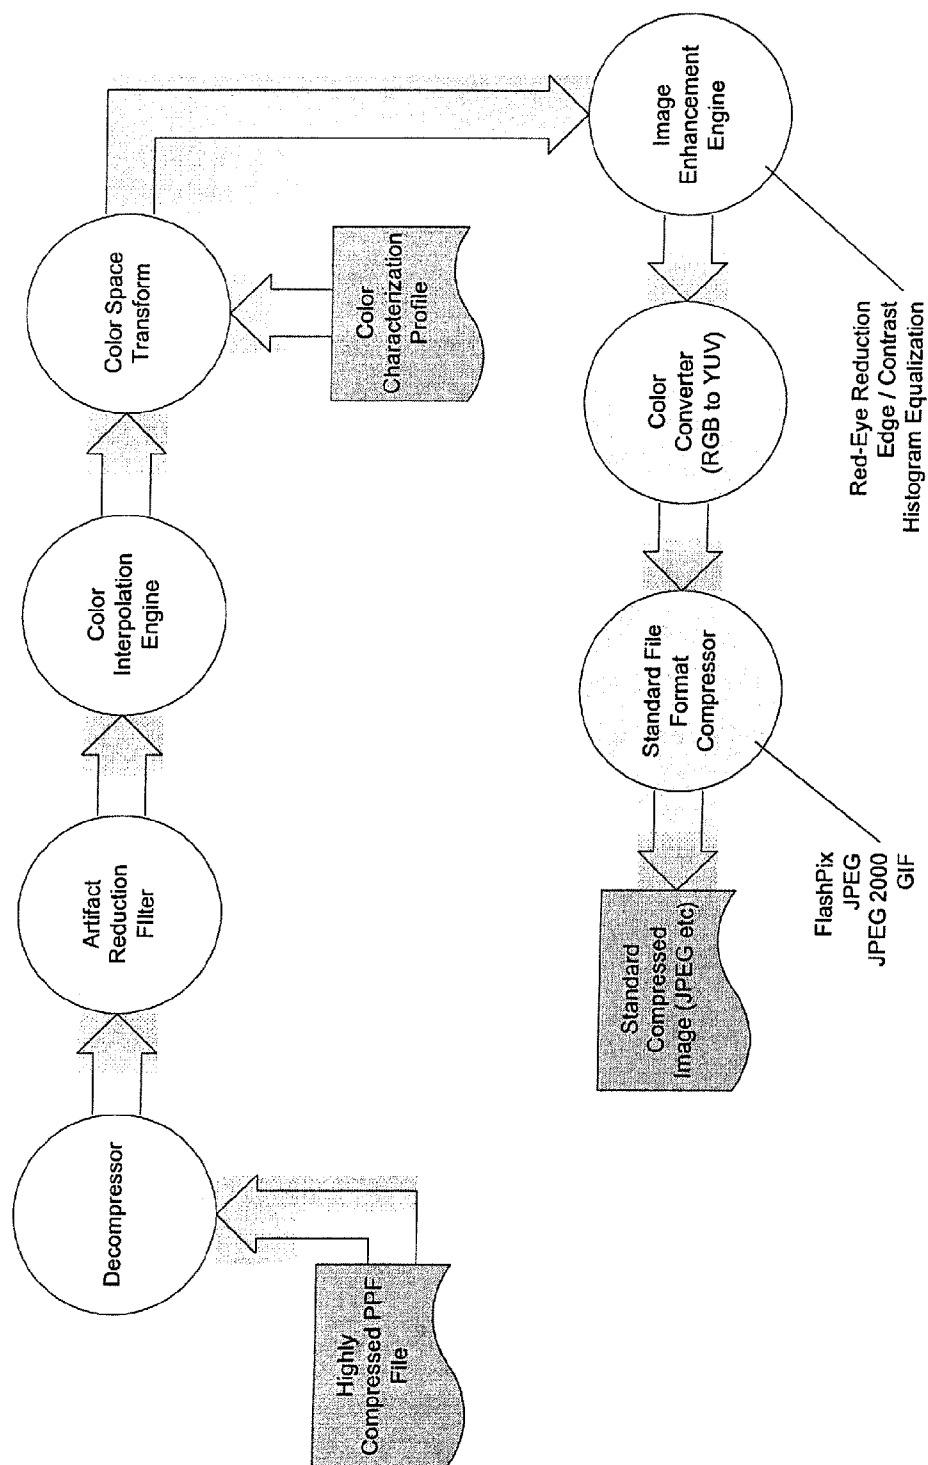 Highly
Compressed PPF
File
Decompressor
Artifact
Reduction
FIlter
Color
Interpolation
Engine
Color Space
Transform
Color
Characterization
Profile
Image
Enhancement
Engine
Red-Eye Reduction
Edge / Contrast
Histogram Equalization
Color
Converter
(RGB to YUV)
Standard File
Format
Compressor
FlashPix
JPEG
JPEG 2000
GIF
Standard
Compressed
Image (JPEG etc)